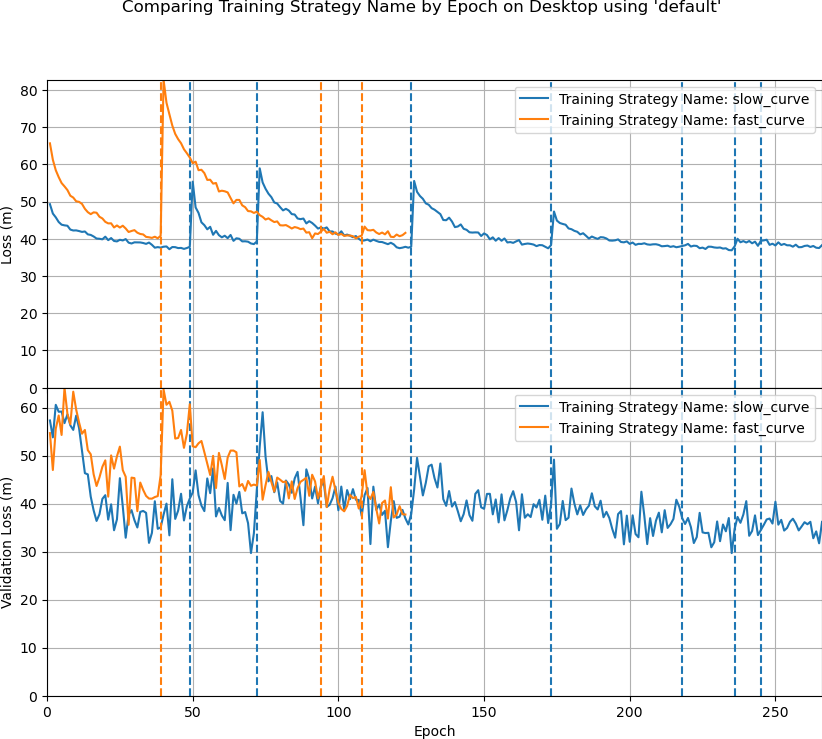 Comparing Training Strategy Name by Epoch on Desktop using 'default'
80
70
60
50
40
30
20
10
0
Loss (m)
Training Strategy Name: slow_curve
Training Strategy Name: fast_curve
60
50
40
30
20
10
0
Validation Loss (m)
Training Strategy Name: slow_curve
Training Strategy Name: fast_curve
0 50 100 150 200 250
Epoch